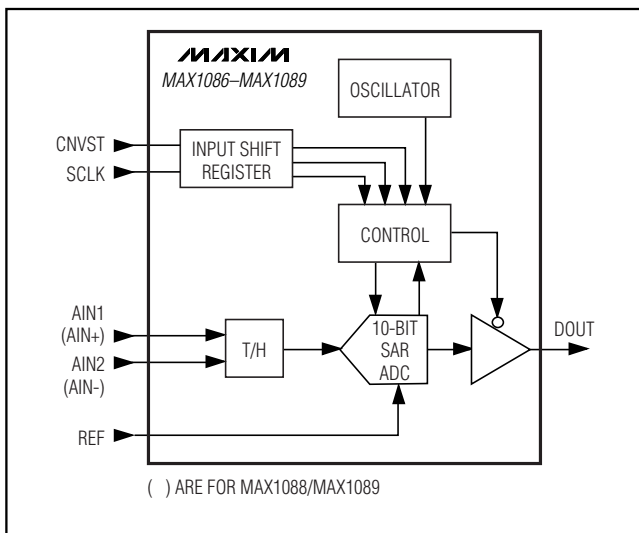 MAXIM
MAX1086–MAX1089
OSCILLATOR
CNVST
SCLK
INPUT SHIFT
REGISTER
CONTROL
AIN1
(AIN+)
AIN2
(AIN-)
T/H
10-BIT
SAR
ADC
DOUT
REF
( ) ARE FOR MAX1088/MAX1089